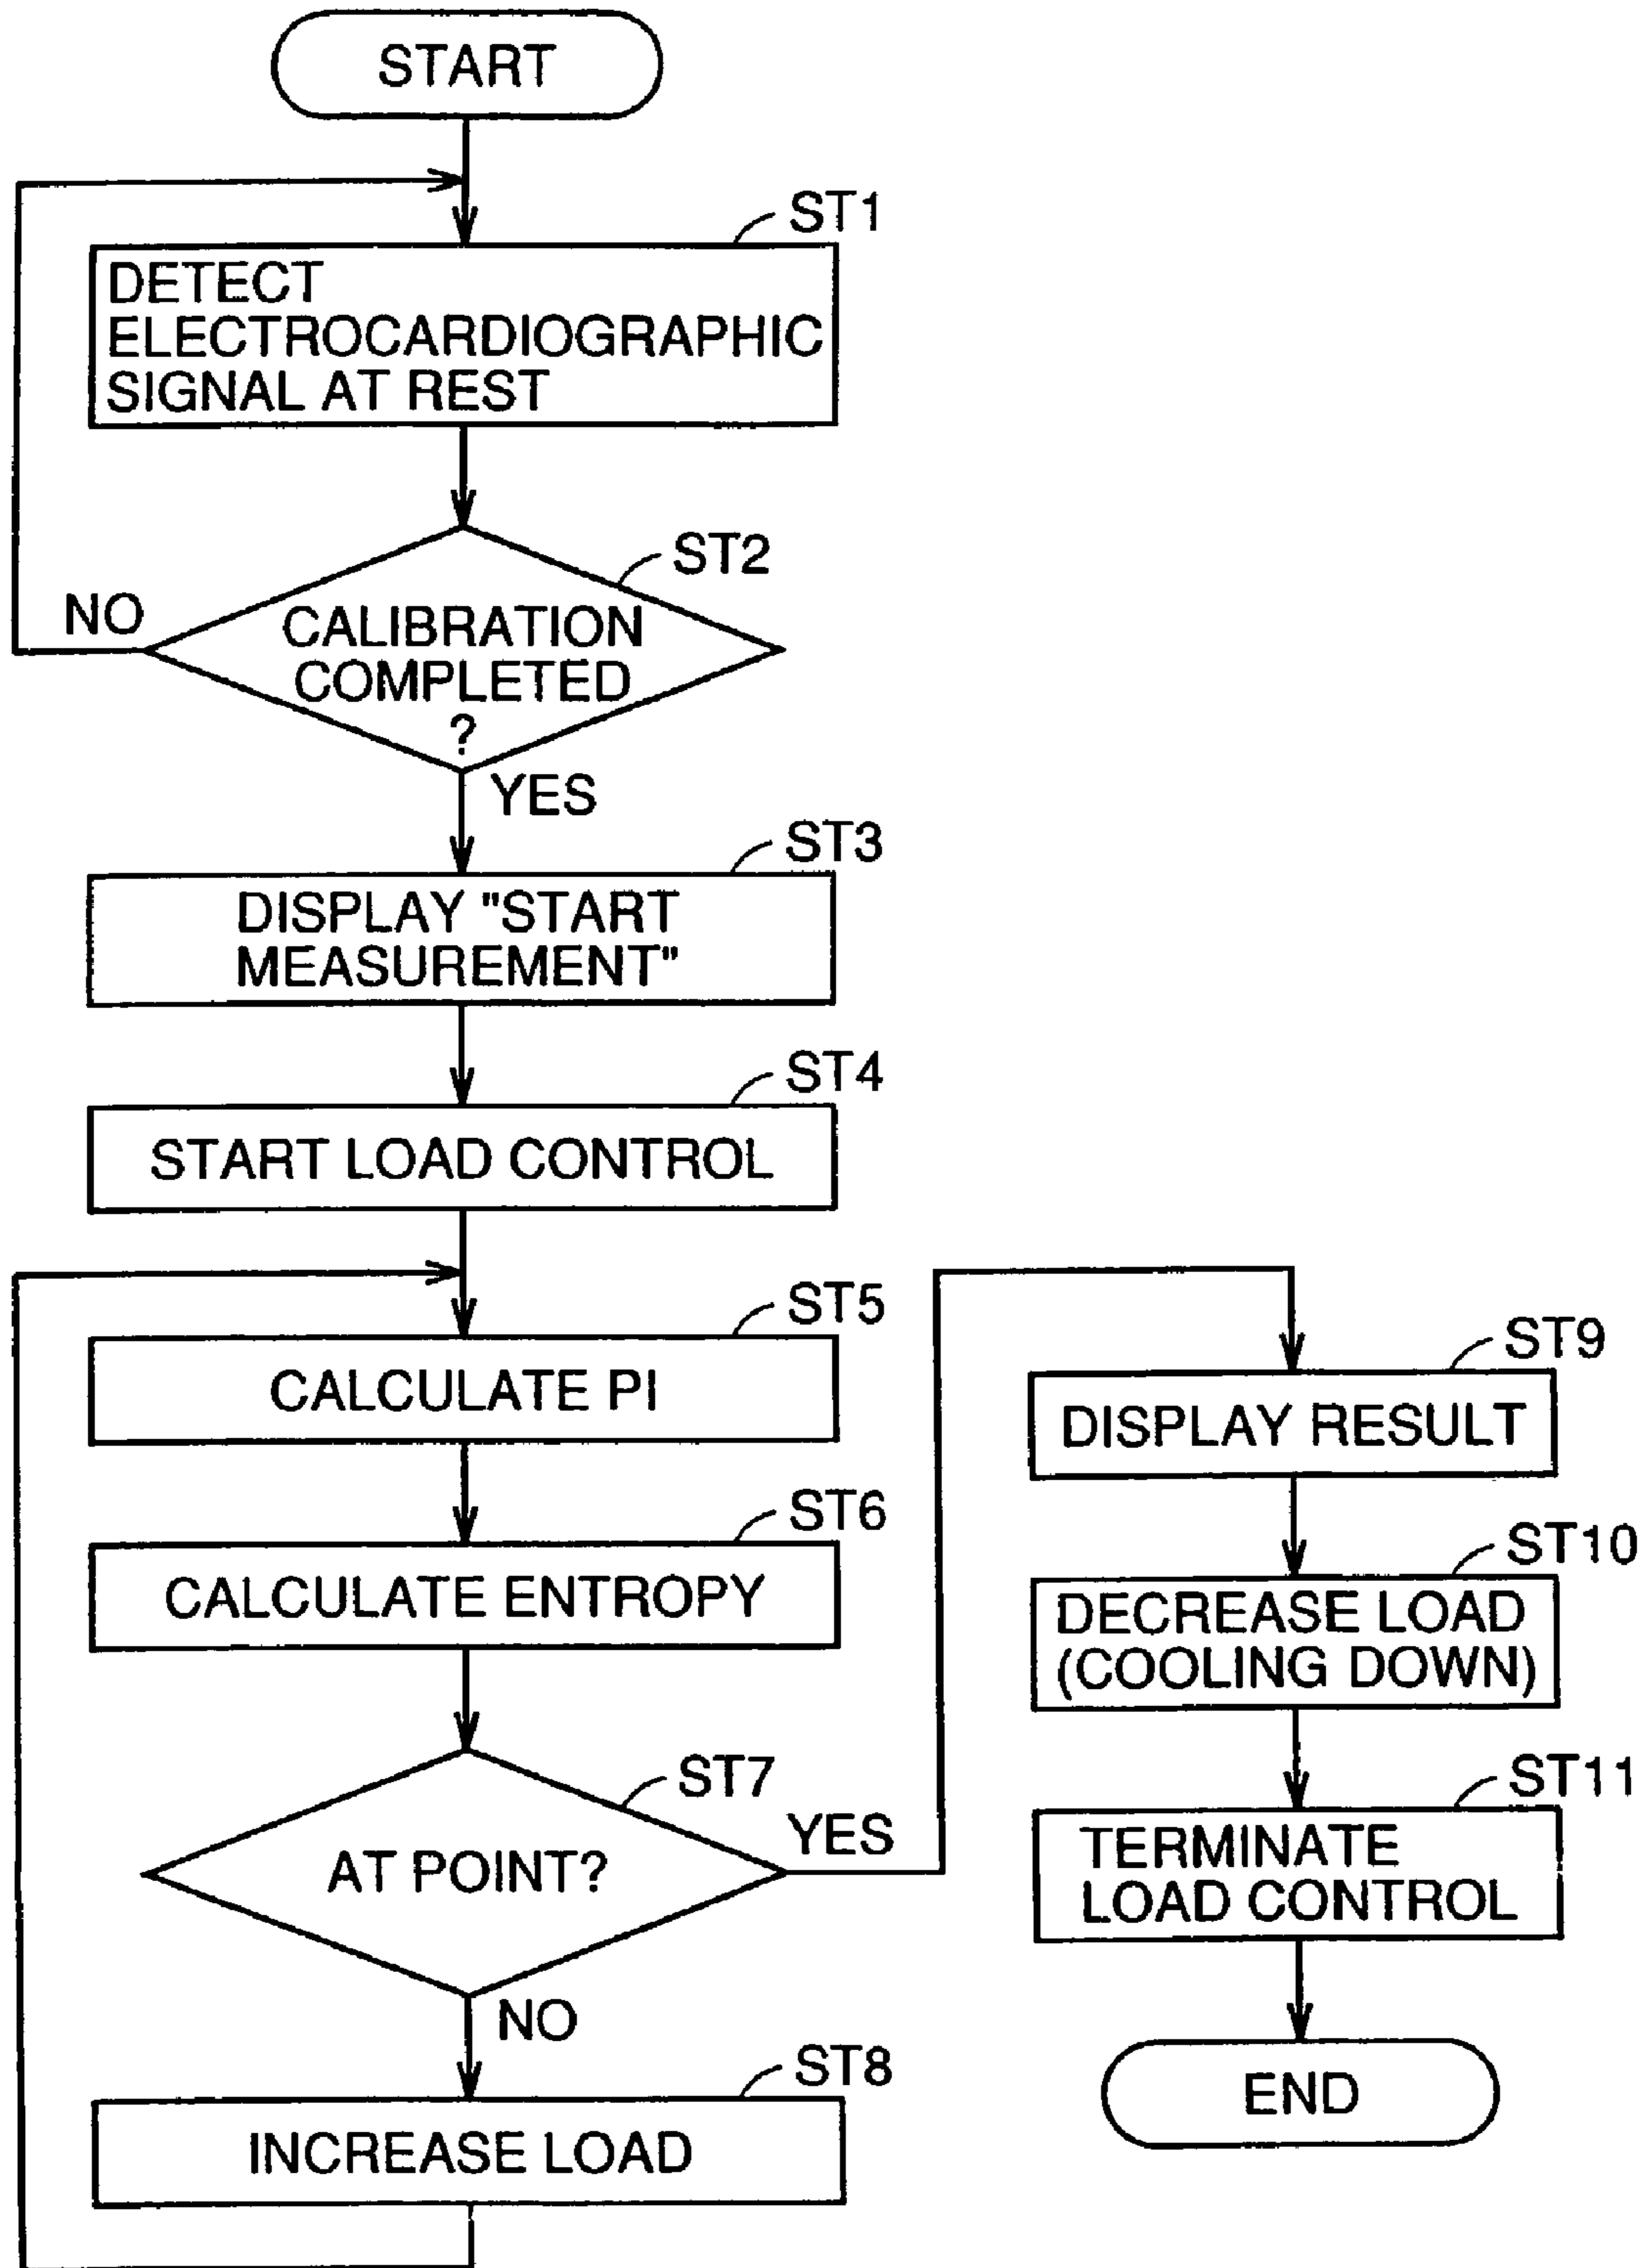 START
ST1
DETECT
ELECTROCARDIOGRAPHIC
SIGNAL AT REST
ST2
NO
CALIBRATION
COMPLETED
?
YES
ST3
DISPLAY "START
MEASUREMENT"
ST4
START LOAD CONTROL
ST5
CALCULATE PI
ST6
CALCULATE ENTROPY
ST7
YES
AT POINT?
NO
ST8
INCREASE LOAD
ST9
DISPLAY RESULT
ST10
DECREASE LOAD
(COOLING DOWN)
ST11
TERMINATE
LOAD CONTROL
END